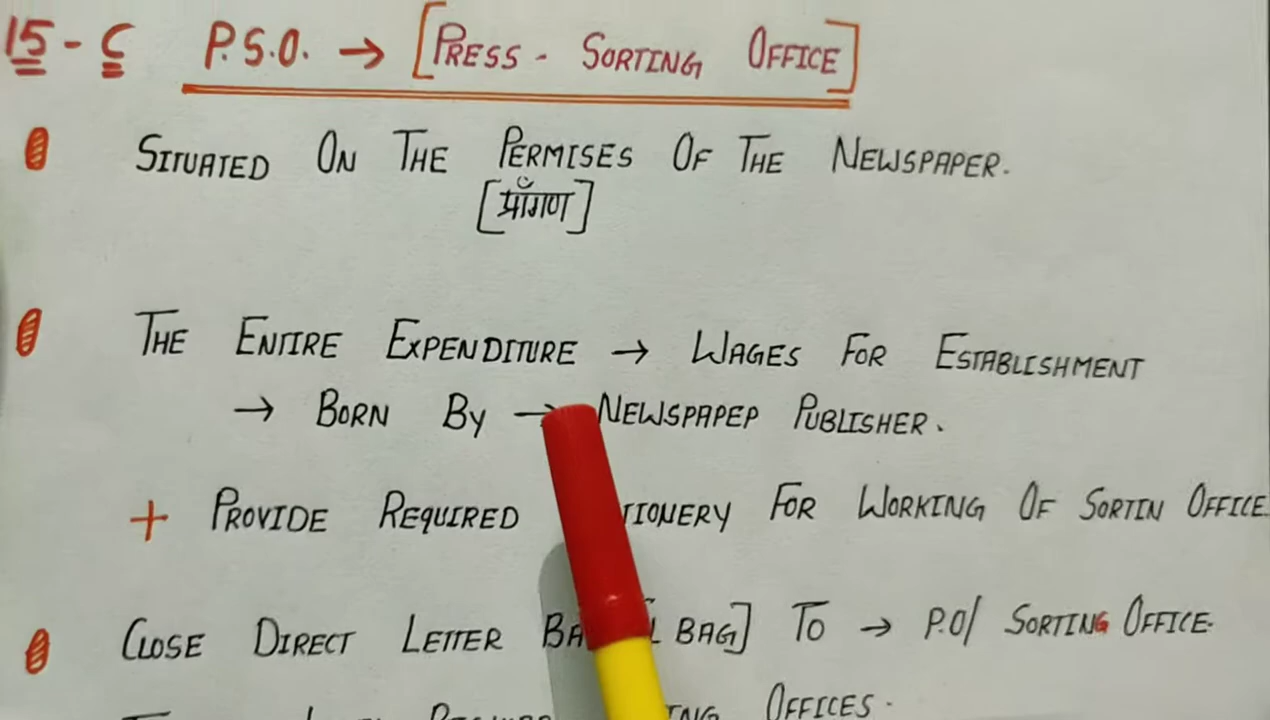 15 - C P.S.O. → [PRESS - SORTING OFFICE]
SITUATED ON THE PERMISES OF THE NEWSPAPER.
[प्राँगण]
THE ENTIRE EXPENDITURE → WAGES FOR ESTABLISHMENT
→ BORN BY → NEWSPAPEP PUBLISHER.
+ PROVIDE REQUIRED TIONERY FOR WORKING OF SORTIN OFFICE
CLOSE DIRECT LETTER BA L BAG] TO → P.O/ SORTING OFFICE.
OFFICES.